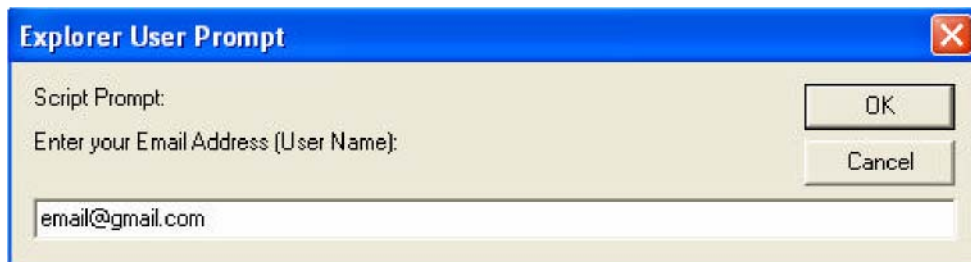 Explorer User Prompt
Script Prompt:
OK
Enter your Email Address (User Name):
Cancel
email@gmail.com